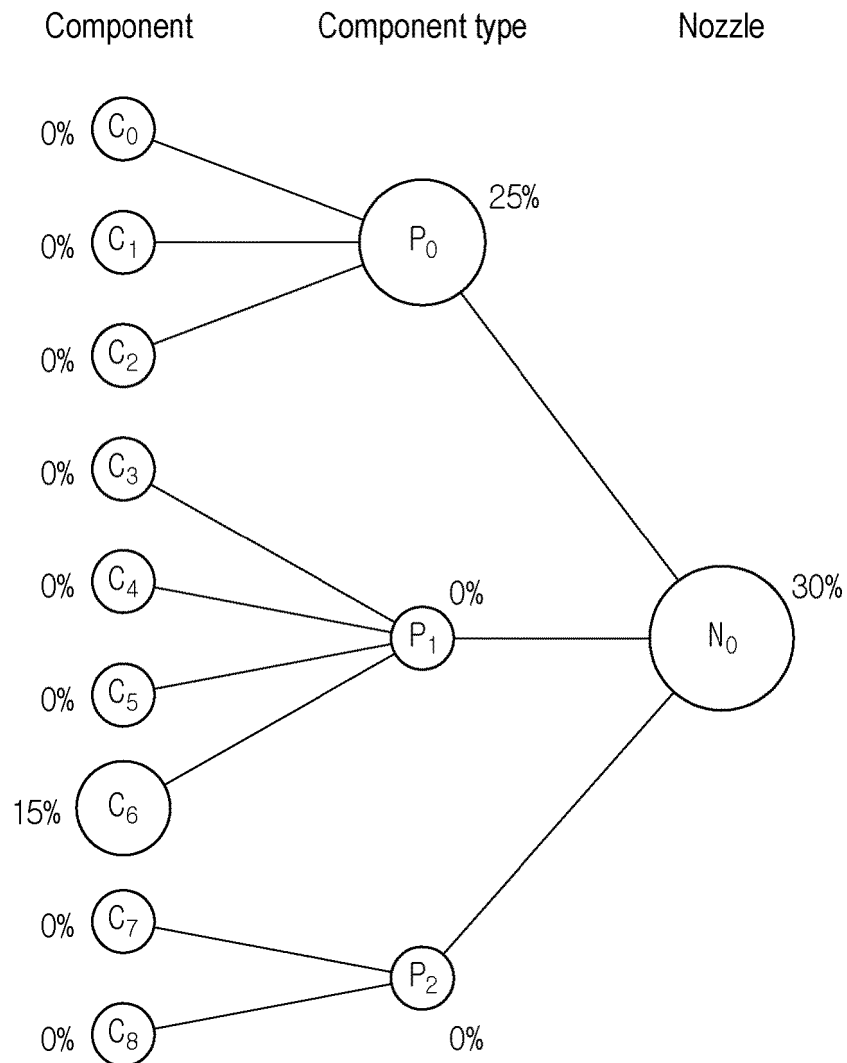 Component Component type Nozzle
0% C₀
25%
0% C₁ P₀
0% C₂
0% C₃
0% C₄ 0% 30%
P₁ N₀
0% C₅
15% C₆
0% C₇
P₂
0% C₈ 0%